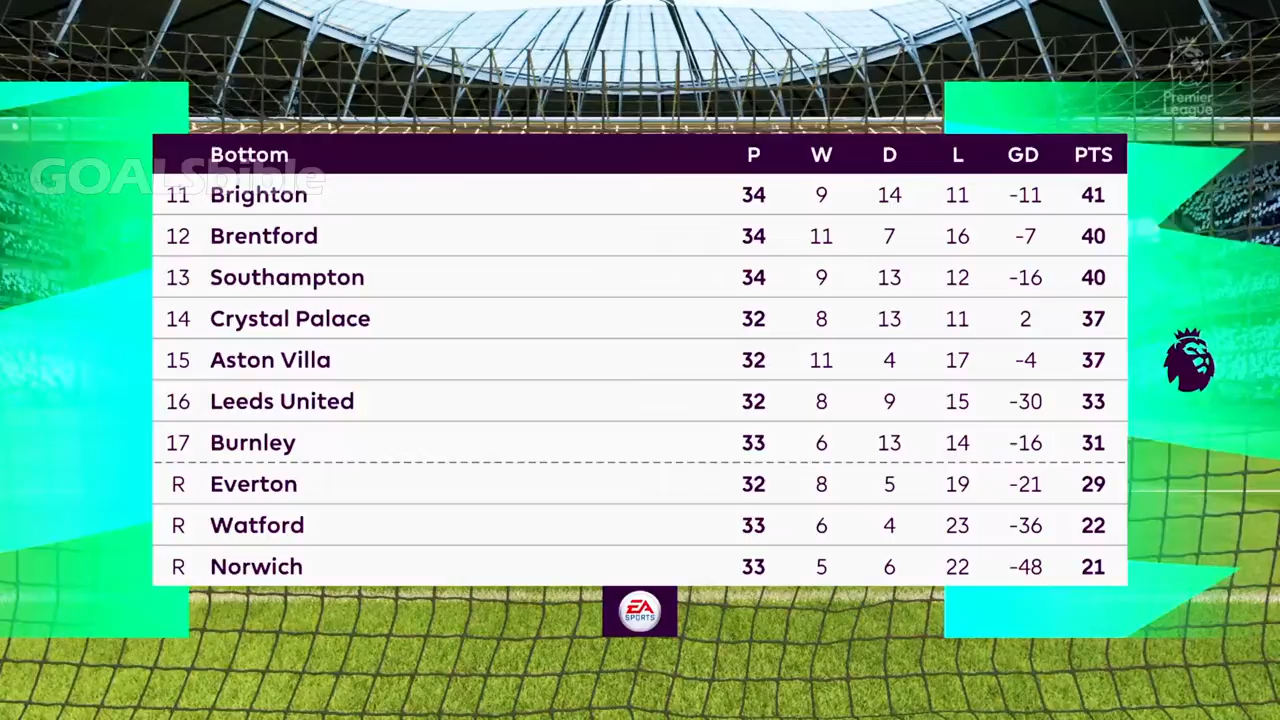 Premier
League
GOALSbible
Bottom P W D L GD PTS
11 Brighton 34 9 14 11 -11 41
12 Brentford 34 11 7 16 -7 40
13 Southampton 34 9 13 12 -16 40
14 Crystal Palace 32 8 13 11 2 37
15 Aston Villa 32 11 4 17 -4 37
16 Leeds United 32 8 9 15 -30 33
17 Burnley 33 6 13 14 -16 31
R Everton 32 8 5 19 -21 29
R Watford 33 6 4 23 -36 22
R Norwich 33 5 6 22 -48 21
EA
SPORTS